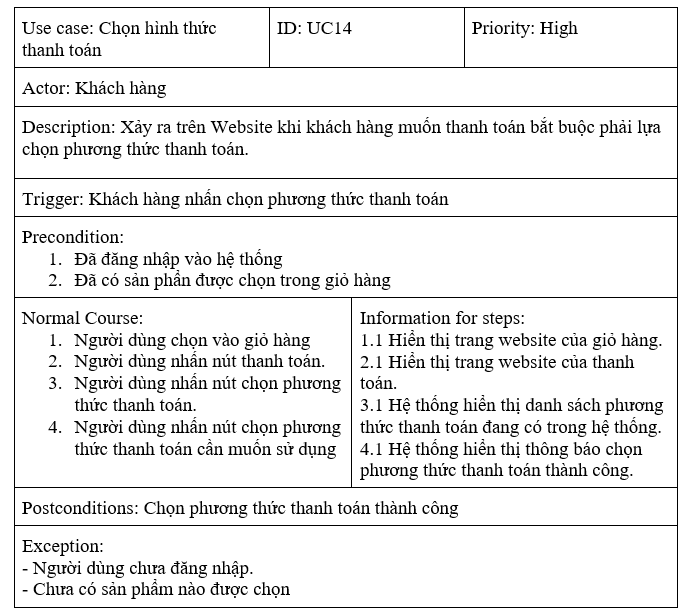 Use case: Chọn hình thức
thanh toán
ID: UC14
Priority: High
Actor: Khách hàng
Description: Xảy ra trên Website khi khách hàng muốn thanh toán bắt buộc phải lựa
chọn phương thức thanh toán.
Trigger: Khách hàng nhấn chọn phương thức thanh toán
Precondition:
1. Đã đăng nhập vào hệ thống
2. Đã có sản phẩn được chọn trong giỏ hàng
Normal Course:
1. Người dùng chọn vào giỏ hàng
2. Người dùng nhấn nút thanh toán.
3. Người dùng nhấn nút chọn phương
thức thanh toán.
4. Người dùng nhấn nút chọn phương
thức thanh toán cần muốn sử dụng
Information for steps:
1.1 Hiển thị trang website của giỏ hàng.
2.1 Hiển thị trang website của thanh
toán.
3.1 Hệ thống hiển thị danh sách phương
thức thanh toán đang có trong hệ thống.
4.1 Hệ thống hiển thị thông báo chọn
phương thức thanh toán thành công.
Postconditions: Chọn phương thức thanh toán thành công
Exception:
- Người dùng chưa đăng nhập.
- Chưa có sản phẩm nào được chọn